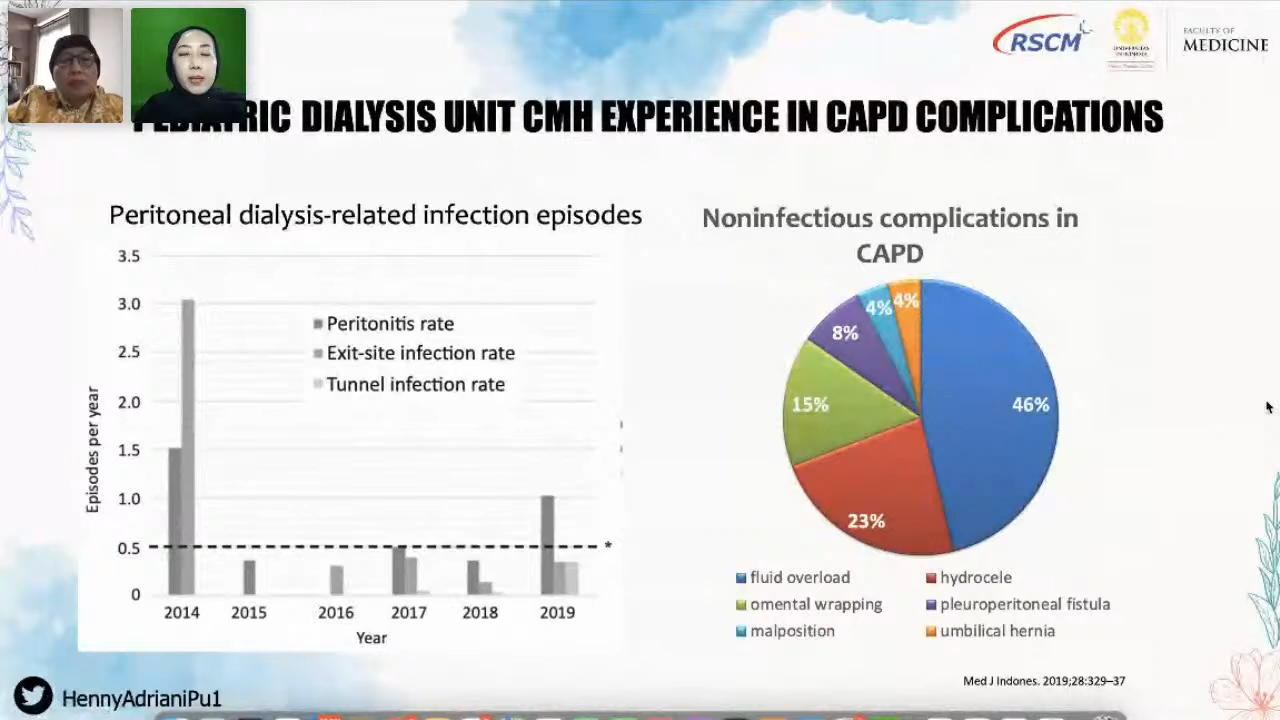 RSCM
UNIVERSITAS
INDONESIA
FACULTY OF
MEDICINE
PEDIATRIC DIALYSIS UNIT CMH EXPERIENCE IN CAPD COMPLICATIONS
Peritoneal dialysis-related infection episodes
3.5
3.0
2.5
2.0
1.5
1.0
0.5
0
Episodes per year
Peritonitis rate
Exit-site infection rate
Tunnel infection rate
*
2014 2015 2016 2017 2018 2019
Year
Noninfectious complications in
CAPD
4% 4%
8%
15%
46%
23%
fluid overload hydrocele
omental wrapping pleuroperitoneal fistula
malposition umbilical hernia
Med J Indones. 2019;28:329–37
HennyAdrianiPu1